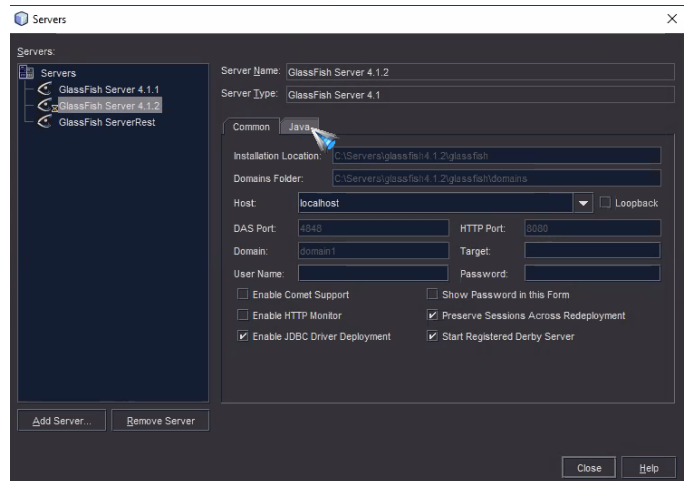 Servers
Servers:
Servers
GlassFish Server 4.1.1
GlassFish Server 4.1.2
GlassFish ServerRest
Add Server...
Remove Server
Server Name: GlassFish Server 4.1.2
Server Type: GlassFish Server 4.1
Common Java
Installation Location: C:\Servers\glassfish4.1.2\glassfish
Domains Folder: C:\Servers\glassfish4.1.2\glassfish\domains
Host: localhost Loopback
DAS Port: 4848 HTTP Port: 8080
Domain: domain1 Target:
User Name: Password:
Enable Comet Support Show Password in this Form
Enable HTTP Monitor Preserve Sessions Across Redeployment
Enable JDBC Driver Deployment Start Registered Derby Server
Close Help